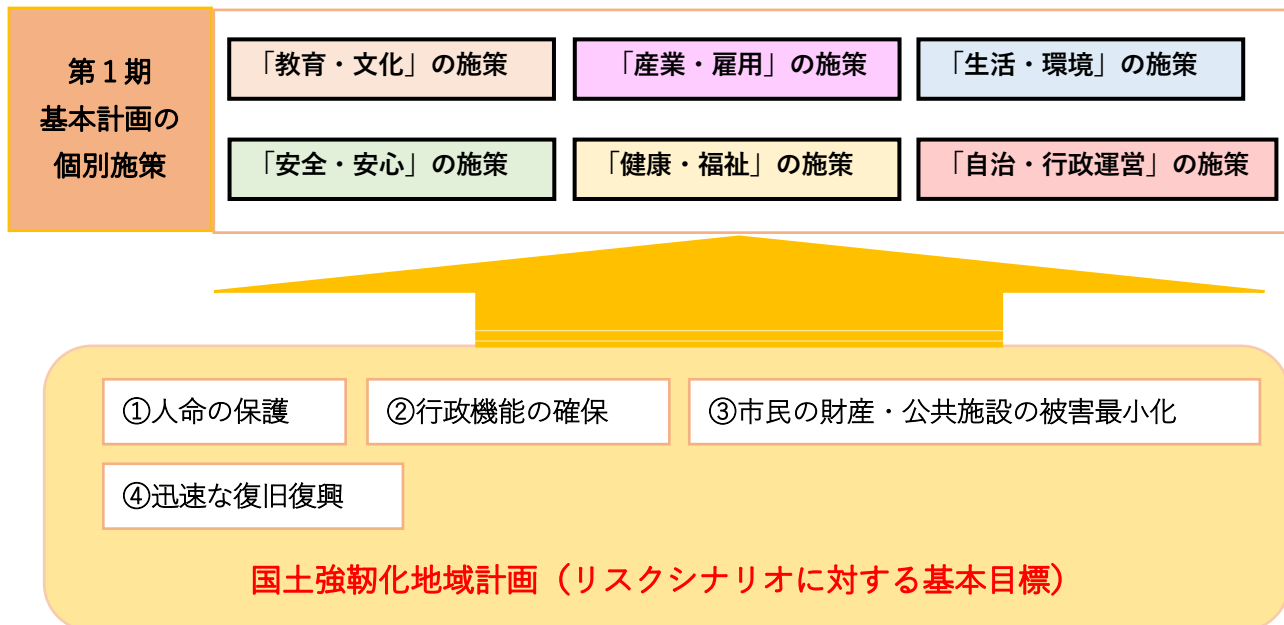 第１期
基本計画の
個別施策
「教育・文化」の施策
「産業・雇用」の施策
「生活・環境」の施策
「安全・安心」の施策
「健康・福祉」の施策
「自治・行政運営」の施策
①人命の保護
②行政機能の確保
③市民の財産・公共施設の被害最小化
④迅速な復旧復興
国土強靭化地域計画（リスクシナリオに対する基本目標）